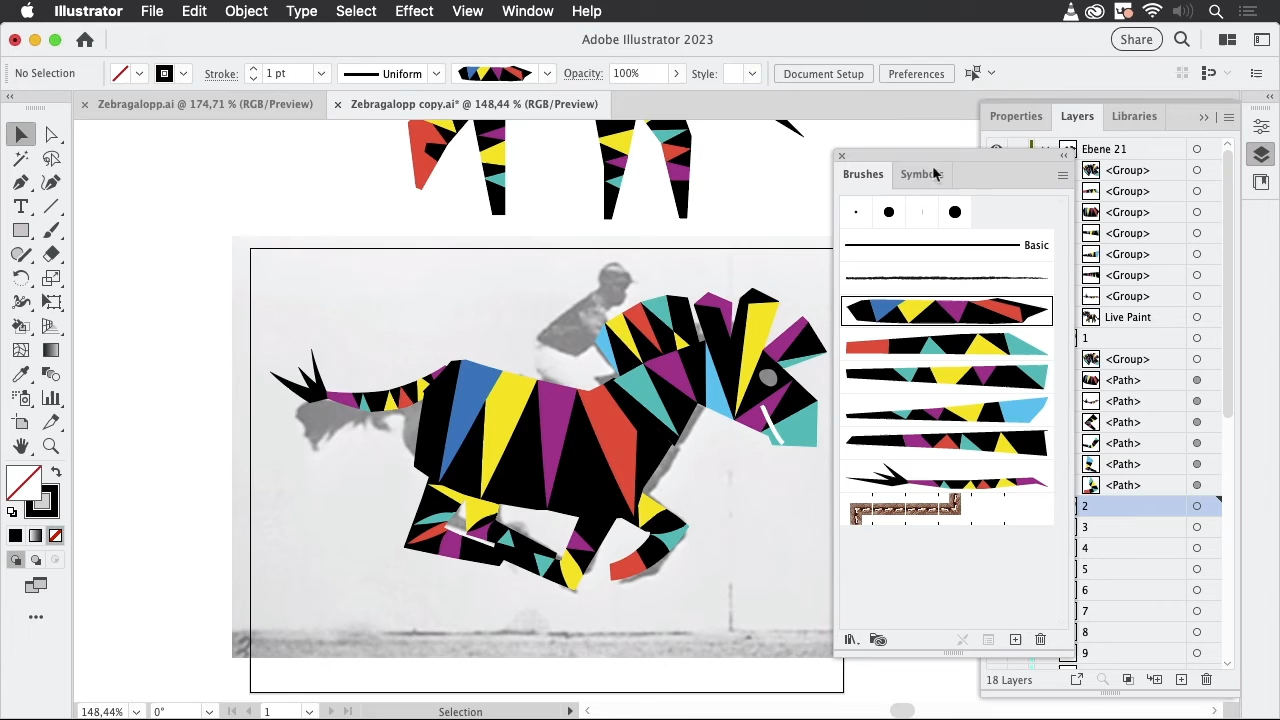 Illustrator File Edit Object Type Select Effect View Window Help
Adobe Illustrator 2023
Share
No Selection Stroke: 1 pt Uniform Opacity: 100% Style: Document Setup Preferences
Zebragalopp.ai @ 174,71 % (RGB/Preview) Zebragalopp copy.ai* @ 148,44 % (RGB/Preview)
Properties Layers Libraries
Ebene 21
<Group>
<Group>
<Group>
<Group>
<Group>
<Group>
<Group>
Live Paint
1
<Group>
<Path>
<Path>
<Path>
<Path>
<Path>
<Path>
2
3
4
5
6
7
8
9
18 Layers
Brushes Symbols
Basic
148,44% 0° 1 Selection